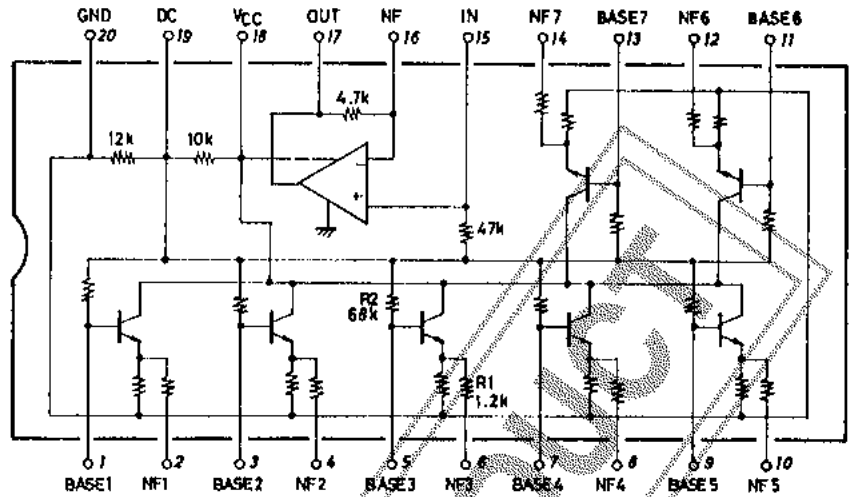 GND DC VCC OUT NF IN NF7 BASE7 NF6 BASE6
20 19 18 17 16 15 14 13 12 11
4.7k
12k 10k
-
+
47k
R2
68k
R1
1.2k
1 2 3 4 5 6 7 8 9 10
BASE1 NF1 BASE2 NF2 BASE3 NF3 BASE4 NF4 BASE5 NF5